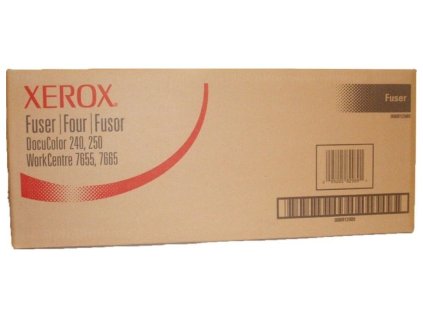 XEROX
Fuser
Fuser | Four | Fusor
DocuColor 240, 250
WorkCentre 7655, 7665